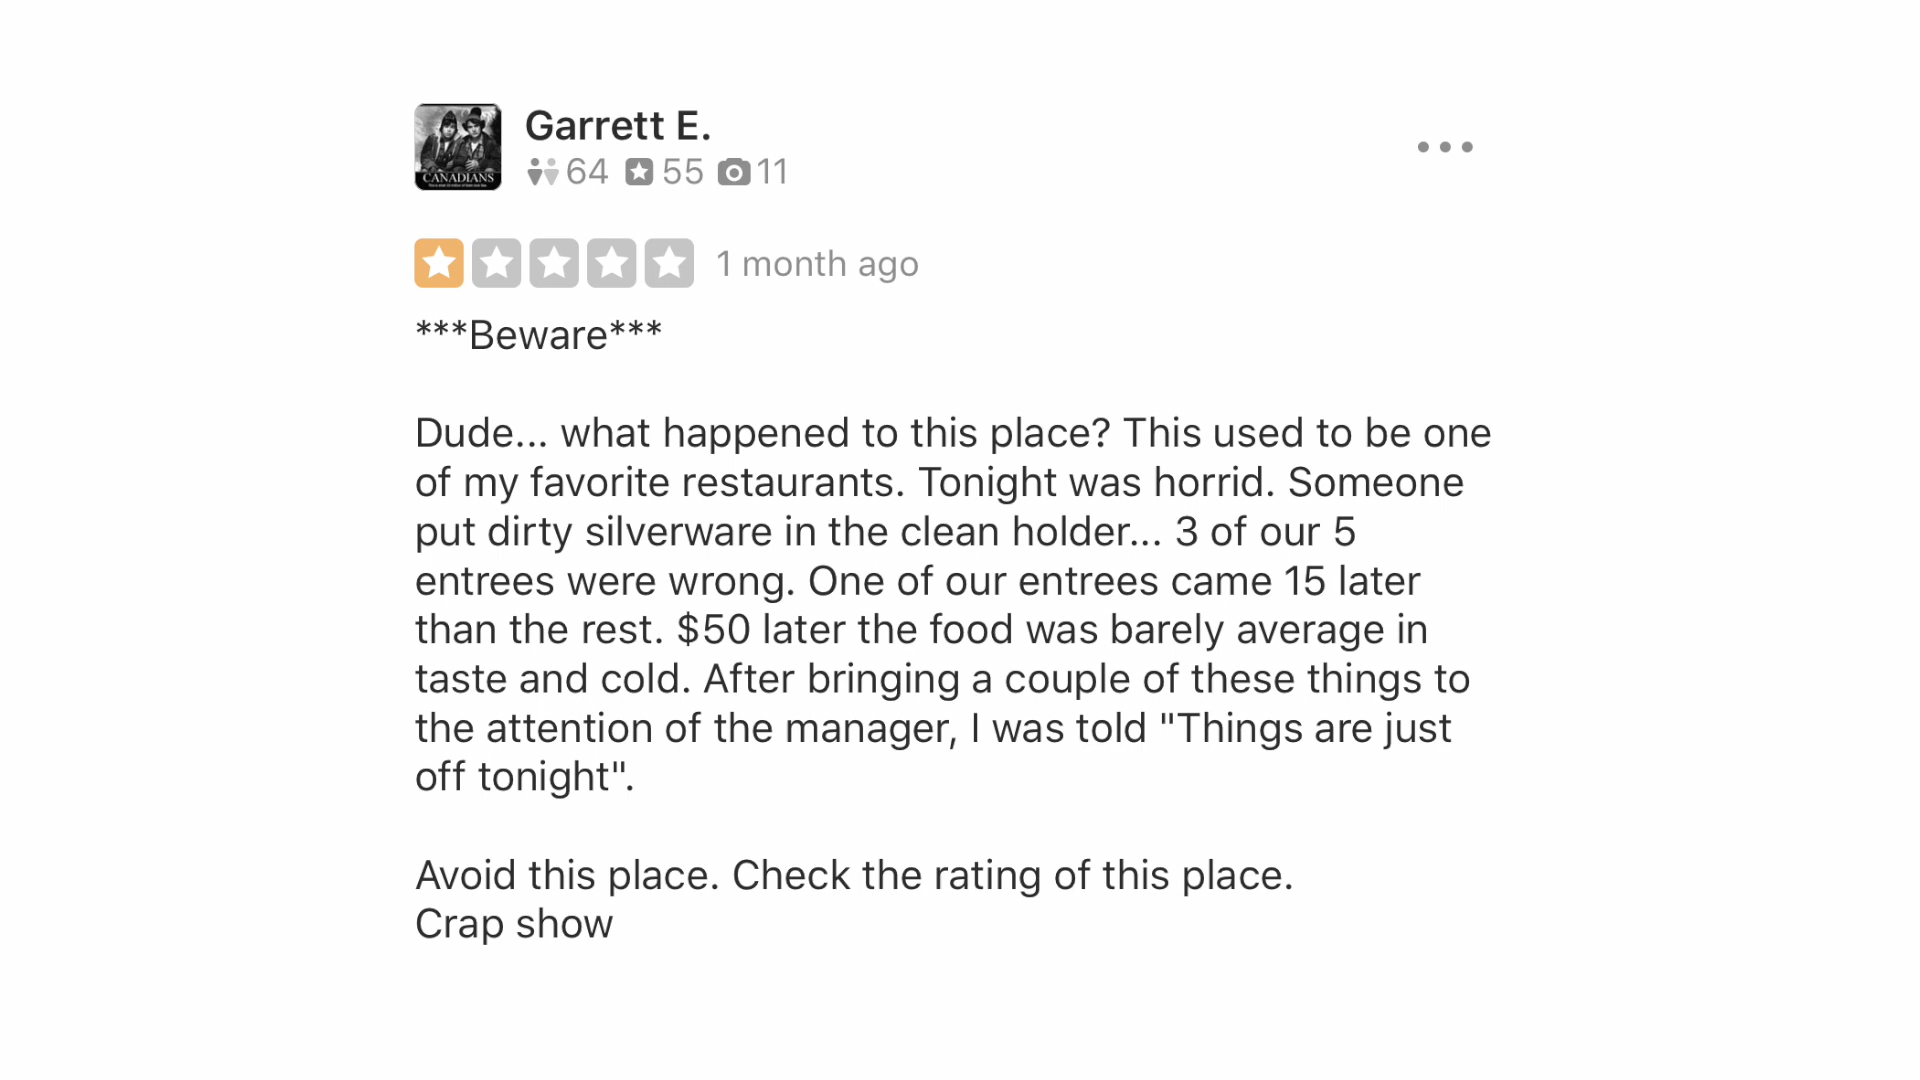 Garrett E.
64 55 11
CANADIANS
1 month ago
***Beware***
Dude... what happened to this place? This used to be one
of my favorite restaurants. Tonight was horrid. Someone
put dirty silverware in the clean holder... 3 of our 5
entrees were wrong. One of our entrees came 15 later
than the rest. $50 later the food was barely average in
taste and cold. After bringing a couple of these things to
the attention of the manager, I was told "Things are just
off tonight".
Avoid this place. Check the rating of this place.
Crap show